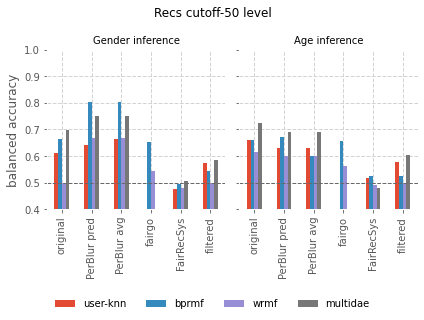 Recs cutoff-50 level
Gender inference
Age inference
balanced accuracy
1.0
0.9
0.8
0.7
0.6
0.5
0.4
original
PerBlur pred
PerBlur avg
fairgo
FairRecSys
filtered
original
PerBlur pred
PerBlur avg
fairgo
FairRecSys
filtered
user-knn bprmf wrmf multidae